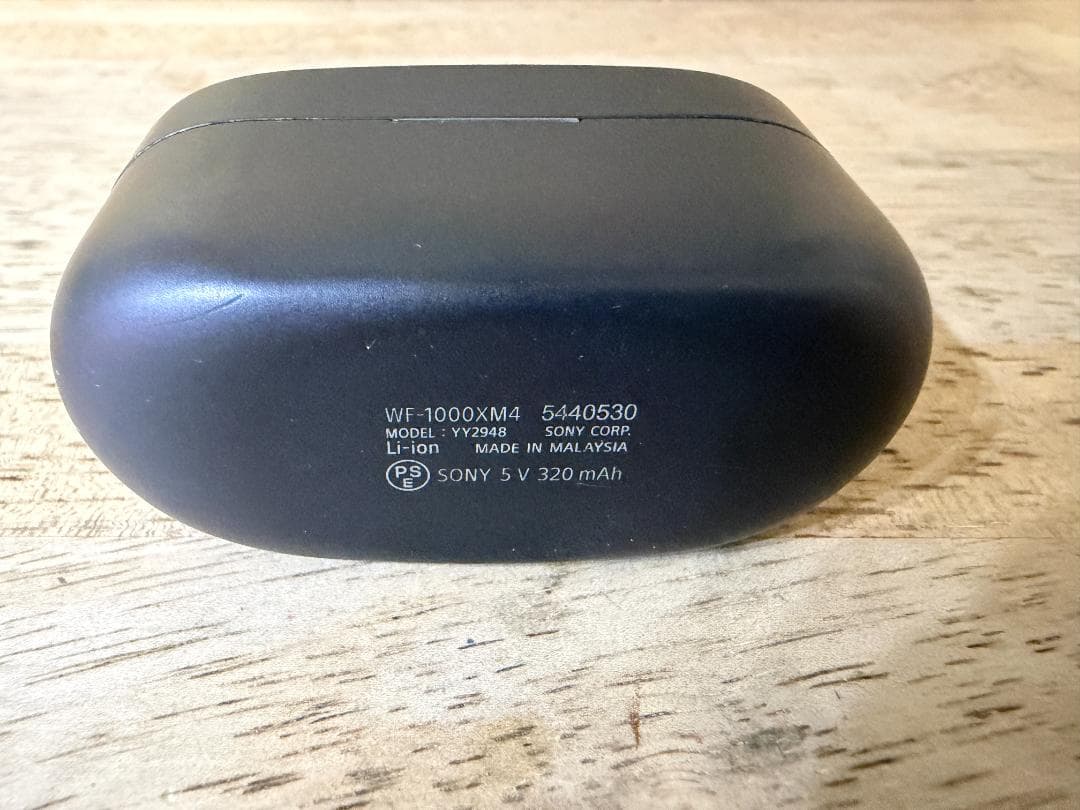 WF-1000XM4 5440530
MODEL : YY2948 SONY CORP.
Li-ion MADE IN MALAYSIA
PSE SONY 5 V 320 mAh